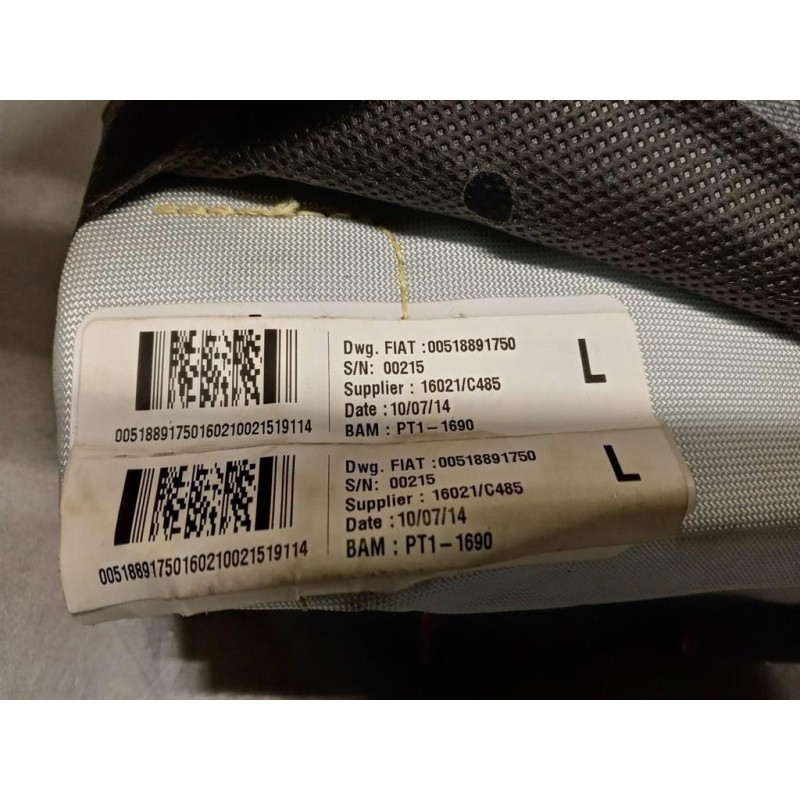 Dwg. FIAT :00518891750
S/N: 00215
Supplier : 16021/C485
Date : 10/07/14
BAM : PT1-1690
L
00518891750160210021519114
Dwg. FIAT :00518891750
S/N: 00215
Supplier : 16021/C485
Date : 10/07/14
BAM : PT1-1690
L
00518891750160210021519114